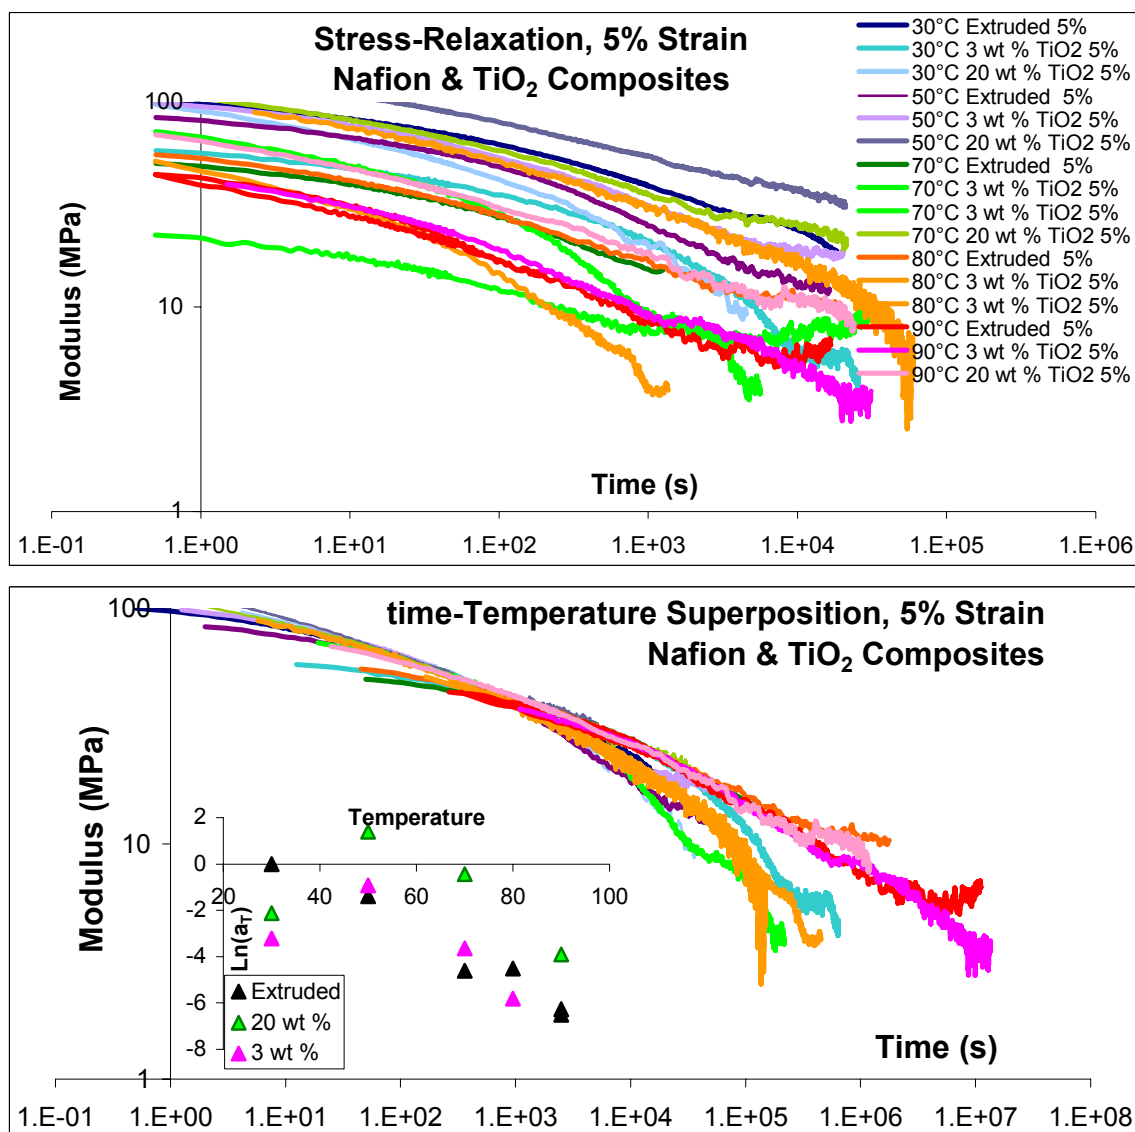 Stress-Relaxation, 5% Strain
Nafion & TiO2 Composites
30°C Extruded 5%
30°C 3 wt % TiO2 5%
30°C 20 wt % TiO2 5%
50°C Extruded  5%
50°C 3 wt % TiO2 5%
50°C 20 wt % TiO2 5%
70°C Extruded 5%
70°C 3 wt % TiO2 5%
70°C 3 wt % TiO2 5%
70°C 20 wt % TiO2 5%
80°C Extruded  5%
80°C 3 wt % TiO2 5%
80°C 3 wt % TiO2 5%
90°C Extruded  5%
90°C 3 wt % TiO2 5%
90°C 20 wt % TiO2 5%
100
10
1
Modulus (MPa)
Time (s)
1.E-01 1.E+00 1.E+01 1.E+02 1.E+03 1.E+04 1.E+05 1.E+06
time-Temperature Superposition, 5% Strain
Nafion & TiO2 Composites
100
10
1
Modulus (MPa)
Temperature
2
0
-2
-4
-6
-8
20 40 60 80 100
Ln(aT)
Extruded
20 wt %
3 wt %
Time (s)
1.E-01 1.E+00 1.E+01 1.E+02 1.E+03 1.E+04 1.E+05 1.E+06 1.E+07 1.E+08